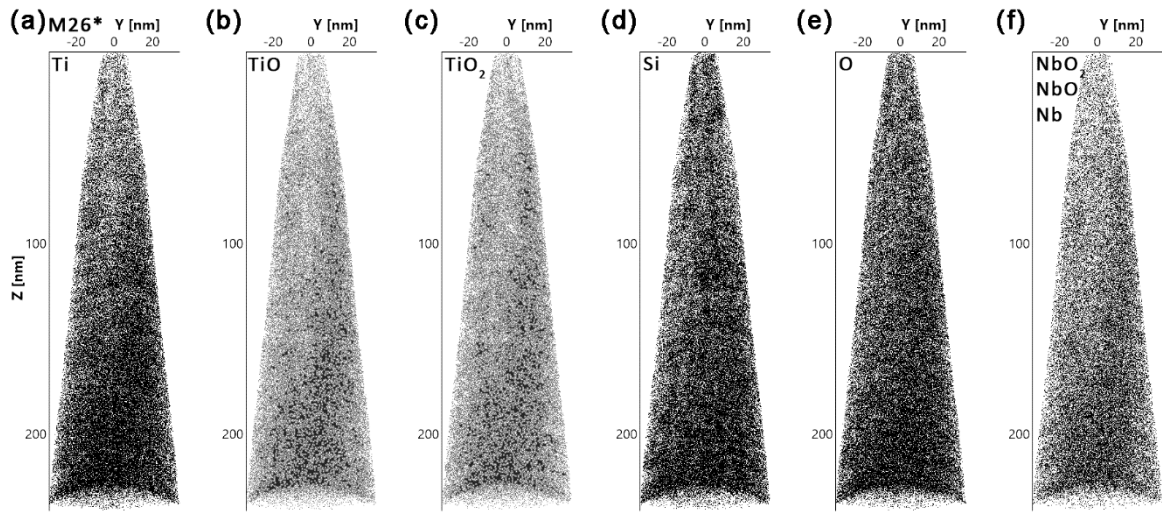 (a) M26* Y [nm]
-20 0 20
Ti
100
200
Z [nm]
(b) Y [nm]
-20 0 20
TiO
100
200
(c) Y [nm]
-20 0 20
TiO₂
100
200
(d) Y [nm]
-20 0 20
Si
100
200
(e) Y [nm]
-20 0 20
O
100
200
(f) Y [nm]
-20 0 20
NbO₂
NbO
Nb
100
200